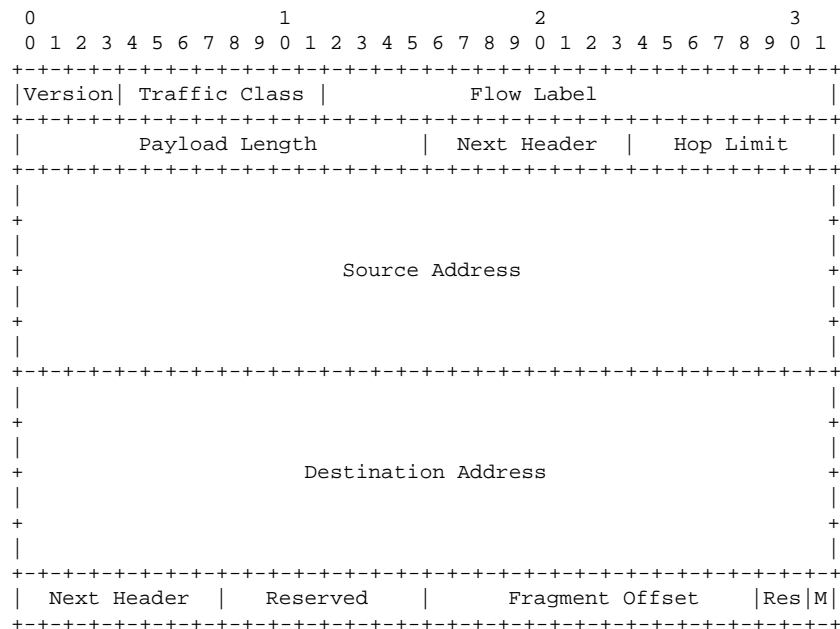 0                   1                   2                   3
0 1 2 3 4 5 6 7 8 9 0 1 2 3 4 5 6 7 8 9 0 1 2 3 4 5 6 7 8 9 0 1
+-+-+-+-+-+-+-+-+-+-+-+-+-+-+-+-+-+-+-+-+-+-+-+-+-+-+-+-+-+-+-+-+
|Version| Traffic Class |           Flow Label                  |
+-+-+-+-+-+-+-+-+-+-+-+-+-+-+-+-+-+-+-+-+-+-+-+-+-+-+-+-+-+-+-+-+
|         Payload Length        |  Next Header  |   Hop Limit   |
+-+-+-+-+-+-+-+-+-+-+-+-+-+-+-+-+-+-+-+-+-+-+-+-+-+-+-+-+-+-+-+-+
|                                                               |
+                                                               +
|                                                               |
+                         Source Address                        +
|                                                               |
+                                                               +
|                                                               |
+-+-+-+-+-+-+-+-+-+-+-+-+-+-+-+-+-+-+-+-+-+-+-+-+-+-+-+-+-+-+-+-+
|                                                               |
+                                                               +
|                                                               |
+                      Destination Address                      +
|                                                               |
+                                                               +
|                                                               |
+-+-+-+-+-+-+-+-+-+-+-+-+-+-+-+-+-+-+-+-+-+-+-+-+-+-+-+-+-+-+-+-+
|  Next Header  |   Reserved    |      Fragment Offset    |Res|M|
+-+-+-+-+-+-+-+-+-+-+-+-+-+-+-+-+-+-+-+-+-+-+-+-+-+-+-+-+-+-+-+-+